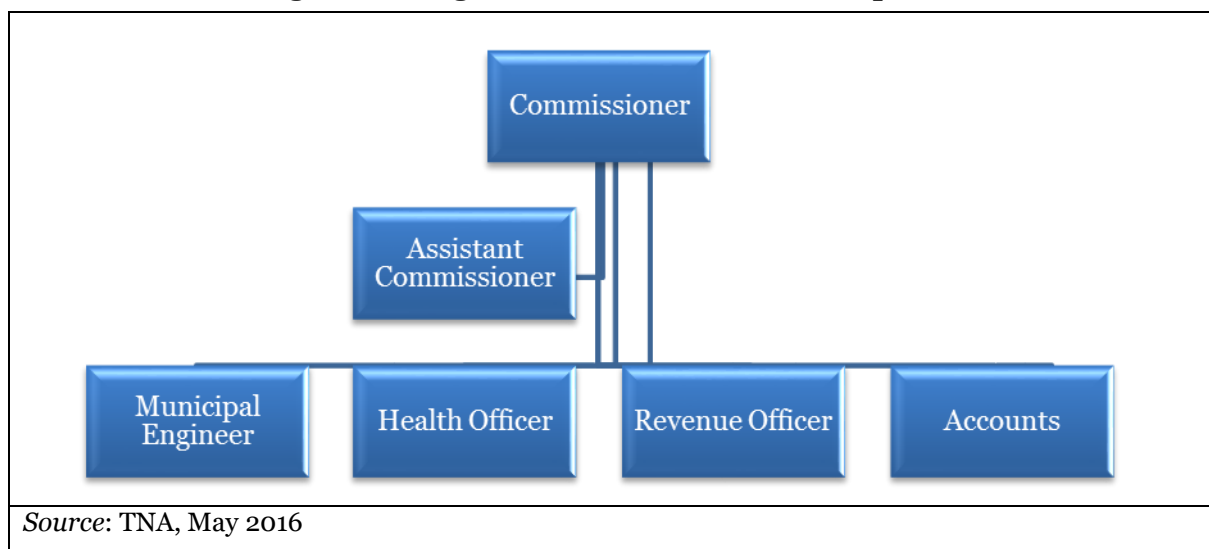 Commissioner
Assistant
Commissioner
Municipal
Engineer
Health Officer
Revenue Officer
Accounts
Source: TNA, May 2016